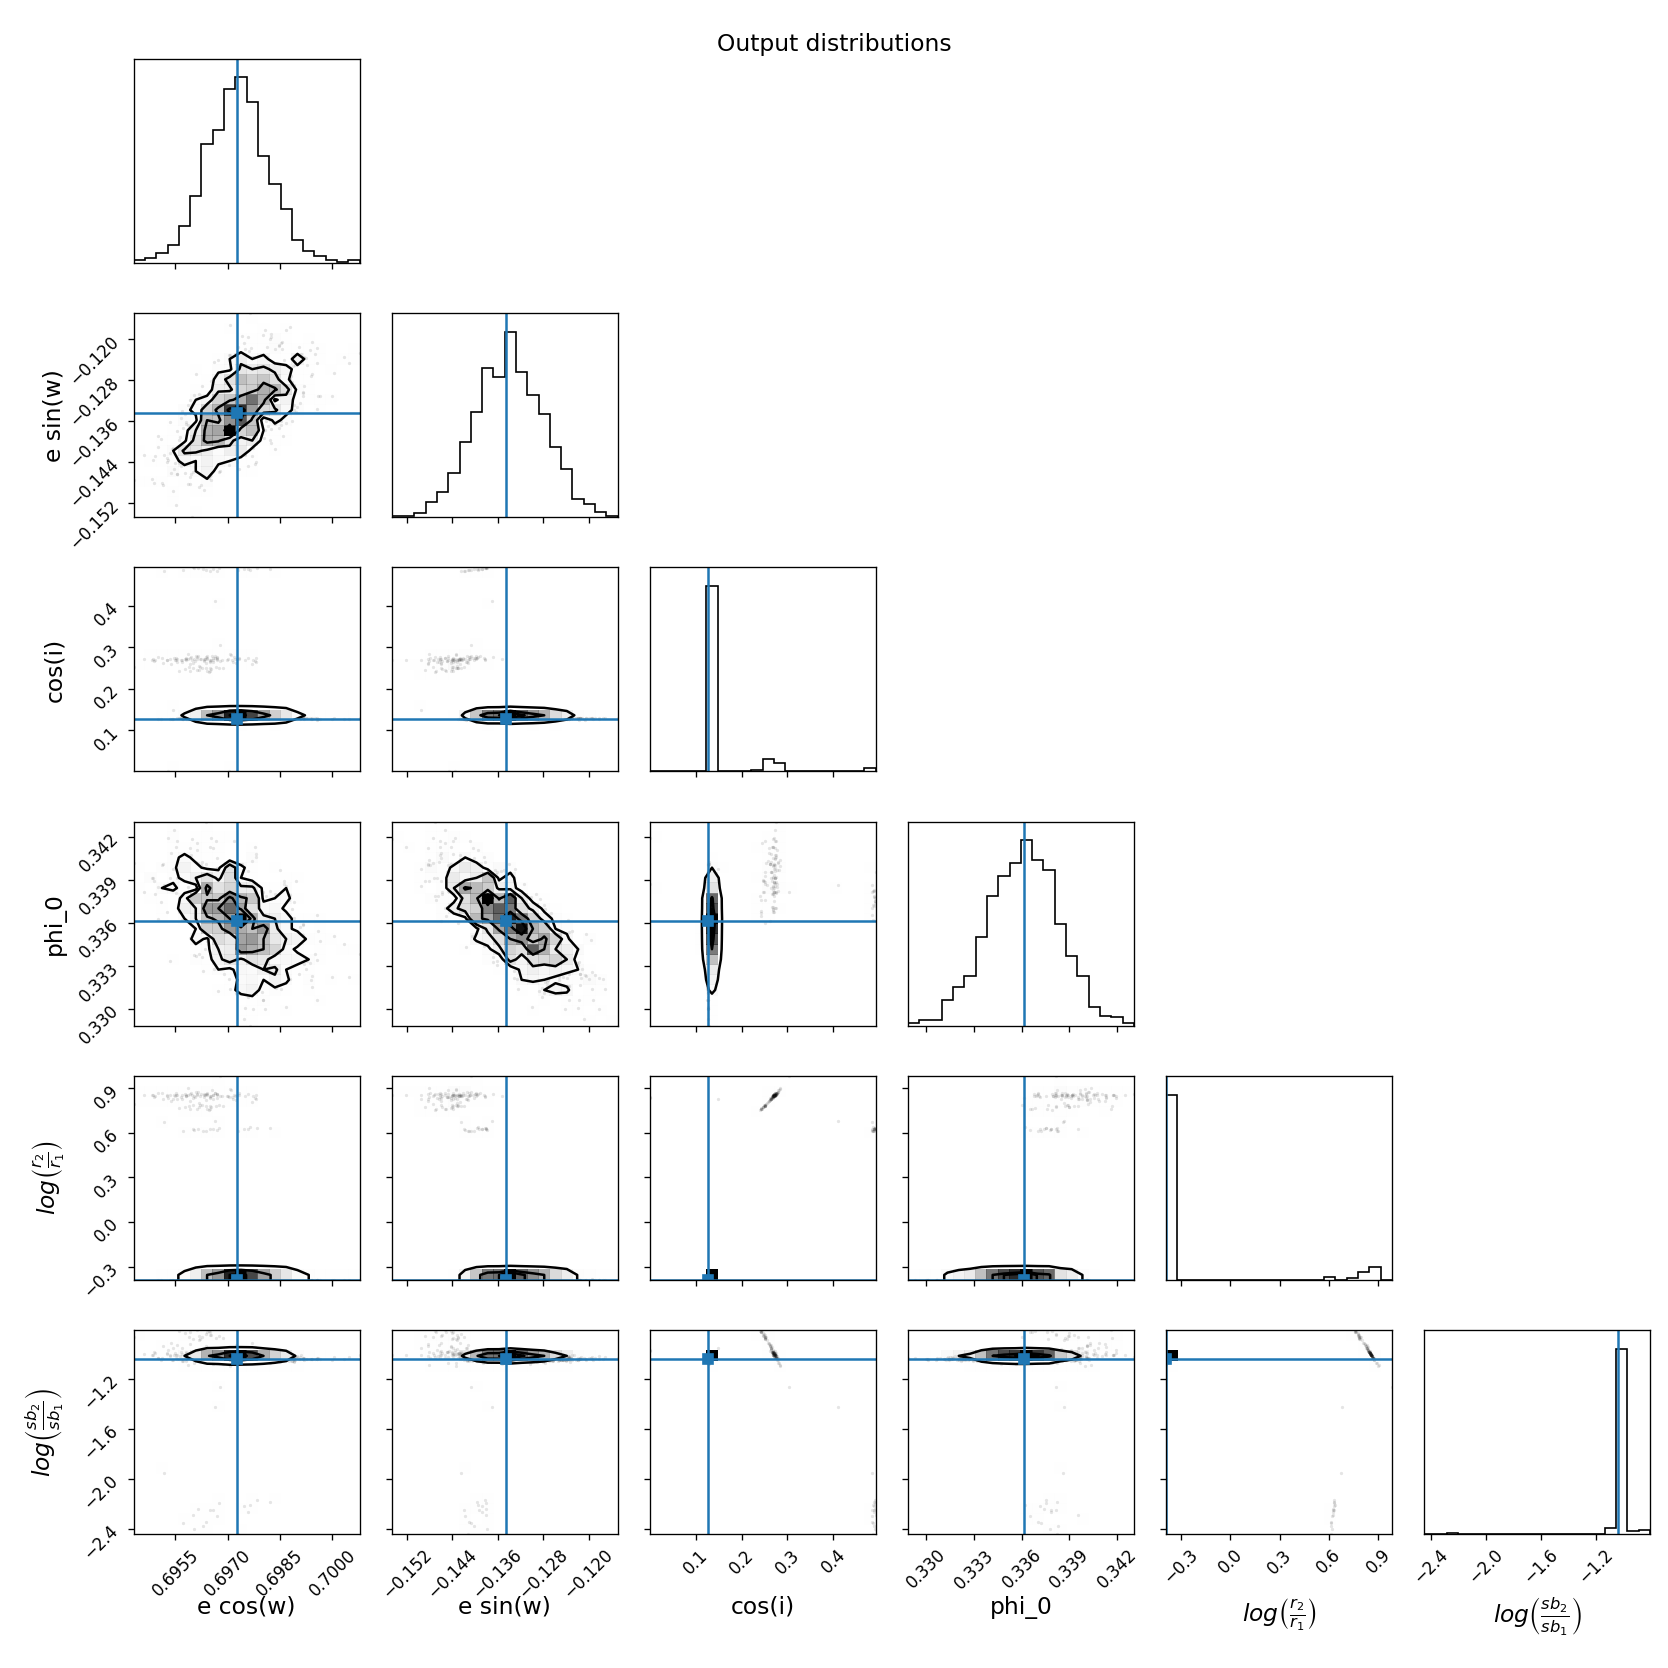 Output distributions
e sin(w)
−0.120
−0.128
−0.136
−0.144
−0.152
cos(i)
0.4
0.3
0.2
0.1
phi_0
0.342
0.339
0.336
0.333
0.330
log(r₂/r₁)
0.9
0.6
0.3
0.0
−0.3
log(sb₂/sb₁)
−1.2
−1.6
−2.0
−2.4
0.6955 0.6970 0.6985 0.7000
e cos(w)
−0.152 −0.144 −0.136 −0.128 −0.120
e sin(w)
0.1 0.2 0.3 0.4
cos(i)
0.330 0.333 0.336 0.339 0.342
phi_0
−0.3 0.0 0.3 0.6 0.9
log(r₂/r₁)
−2.4 −2.0 −1.6 −1.2
log(sb₂/sb₁)